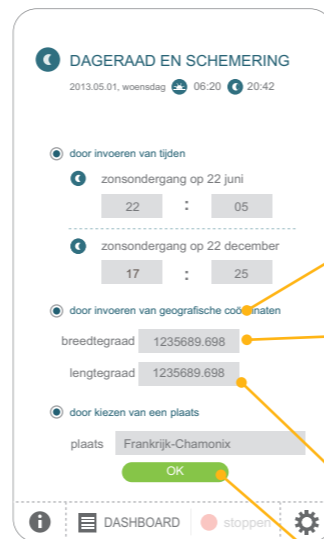 DAGERAAD EN SCHEMERING
2013.05.01, woensdag 06:20 20:42
door invoeren van tijden
zonsondergang op 22 juni
22 : 05
zonsondergang op 22 december
17 : 25
door invoeren van geografische coördinaten
breedtegraad 1235689.698
lengtegraad 1235689.698
door kiezen van een plaats
plaats Frankrijk-Chamonix
OK
DASHBOARD stoppen